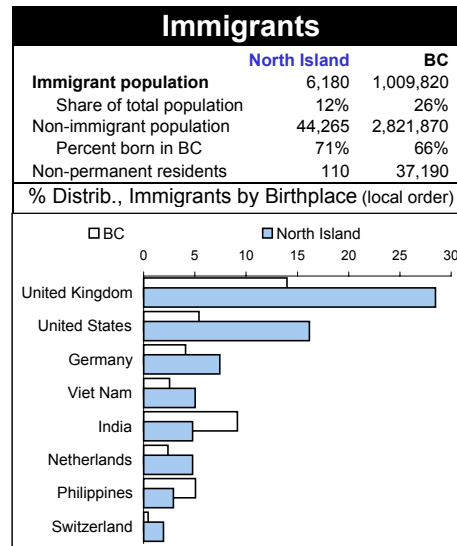 Immigrants
North Island BC
Immigrant population 6,180 1,009,820
Share of total population 12% 26%
Non-immigrant population 44,265 2,821,870
Percent born in BC 71% 66%
Non-permanent residents 110 37,190
% Distrib., Immigrants by Birthplace (local order)
BC North Island
0 5 10 15 20 25 30
United Kingdom
United States
Germany
Viet Nam
India
Netherlands
Philippines
Switzerland